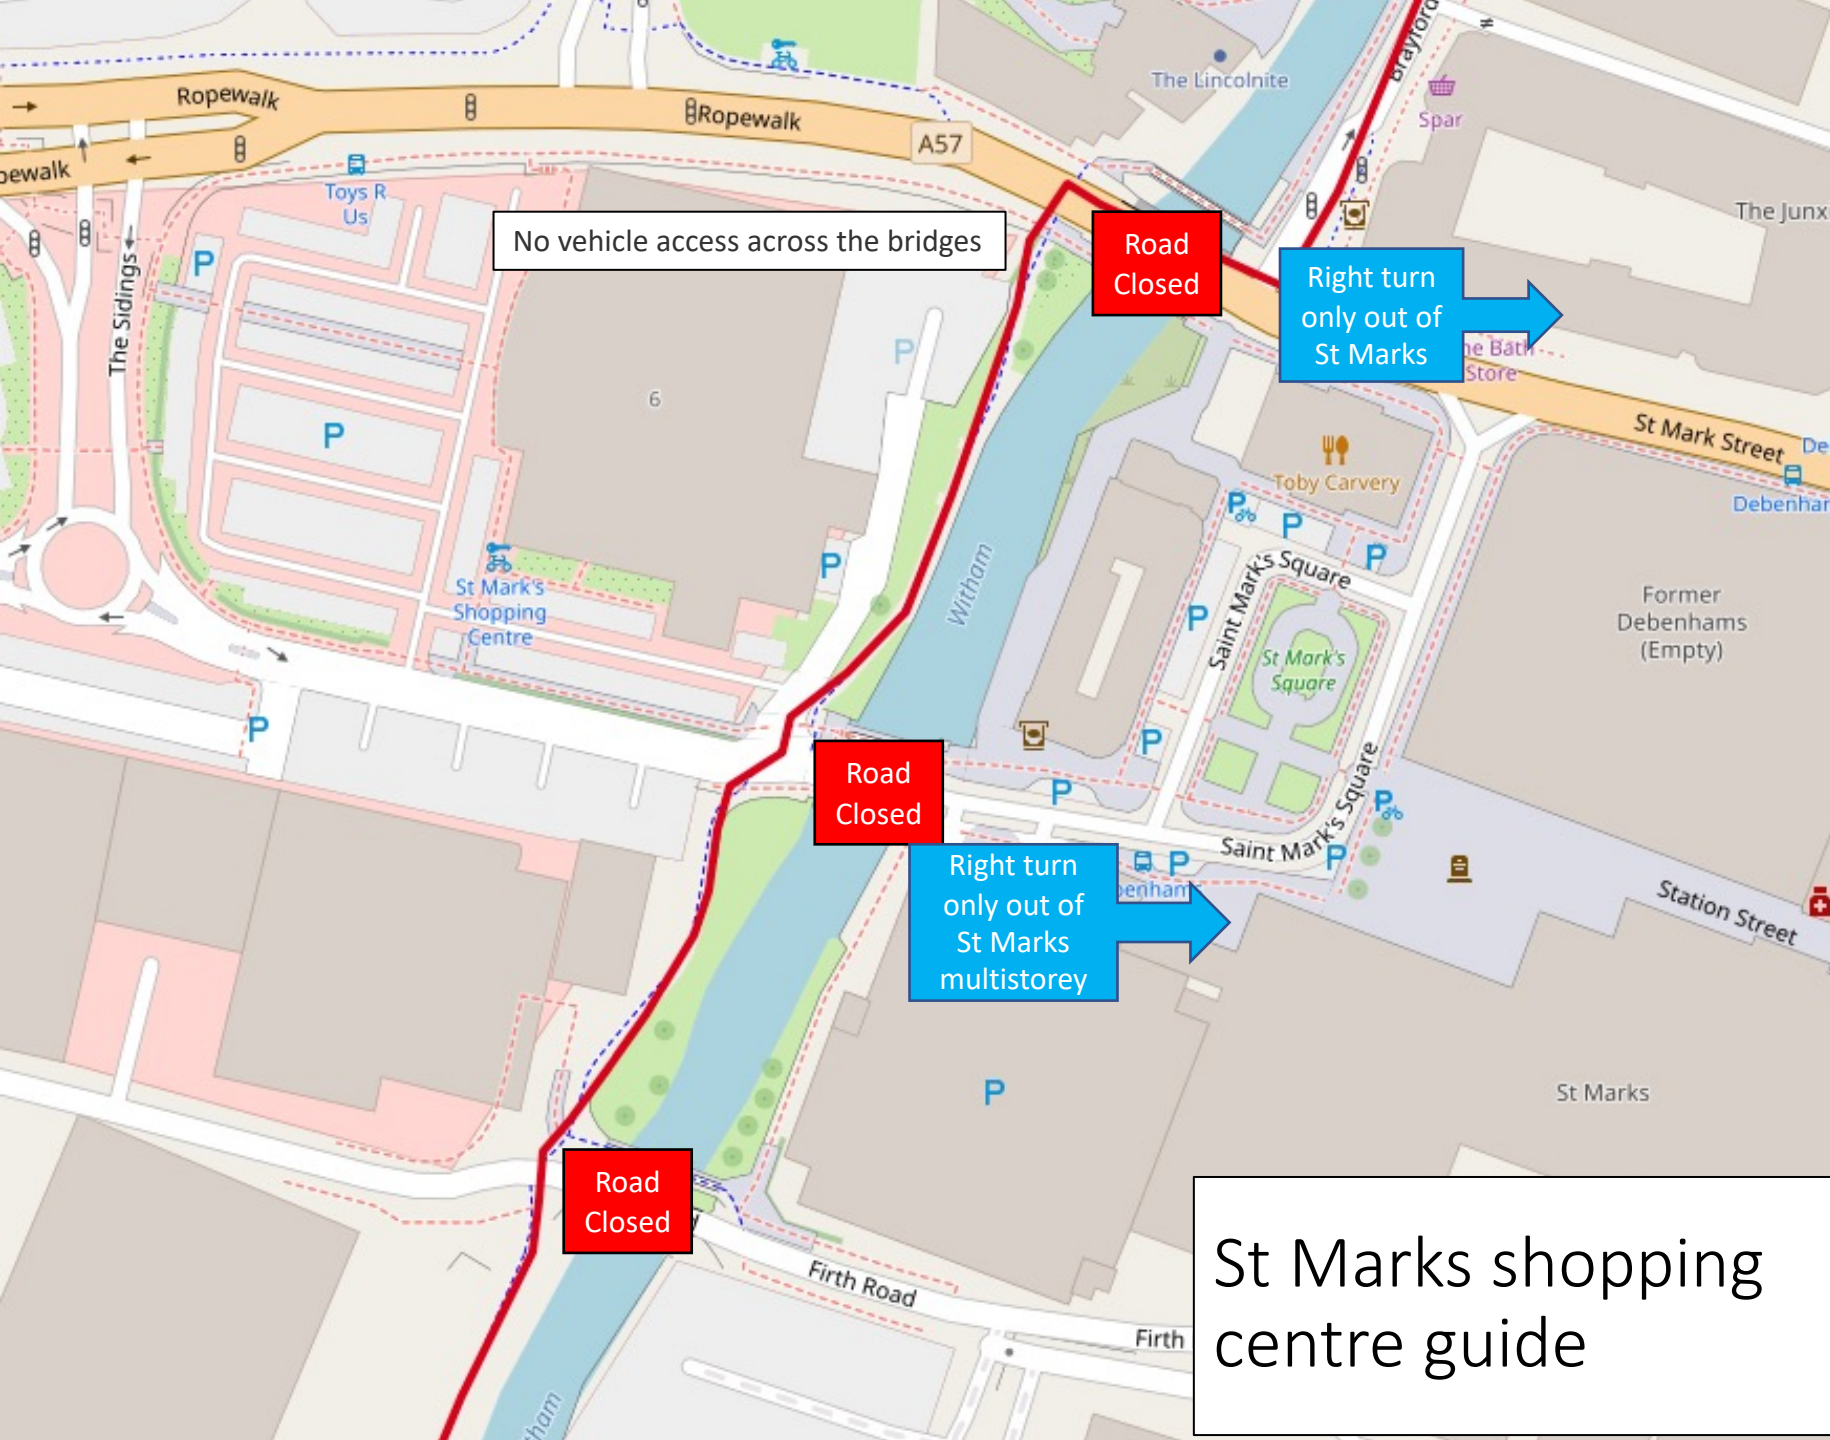 Brayford
The Lincolnite
Spar
Ropewalk
Ropewalk
A57
Toys R
Us
The Junx
No vehicle access across the bridges
Road
Closed
Right turn
only out of
St Marks
The Sidings
Store
P
P
P
6
St Mark Street
De
Toby Carvery
Debenhar
P
P
P
Witham
Saint Mark's Square
St Mark's
Shopping
Centre
P
P
St Mark's
Square
Former
Debenhams
(Empty)
P
P
Road
Closed
P
P
Saint Mark's Square
P
P
Right turn
only out of
St Marks
multistorey
Station Street
P
St Marks
Road
Closed
Firth Road
Firth
St Marks shopping
centre guide